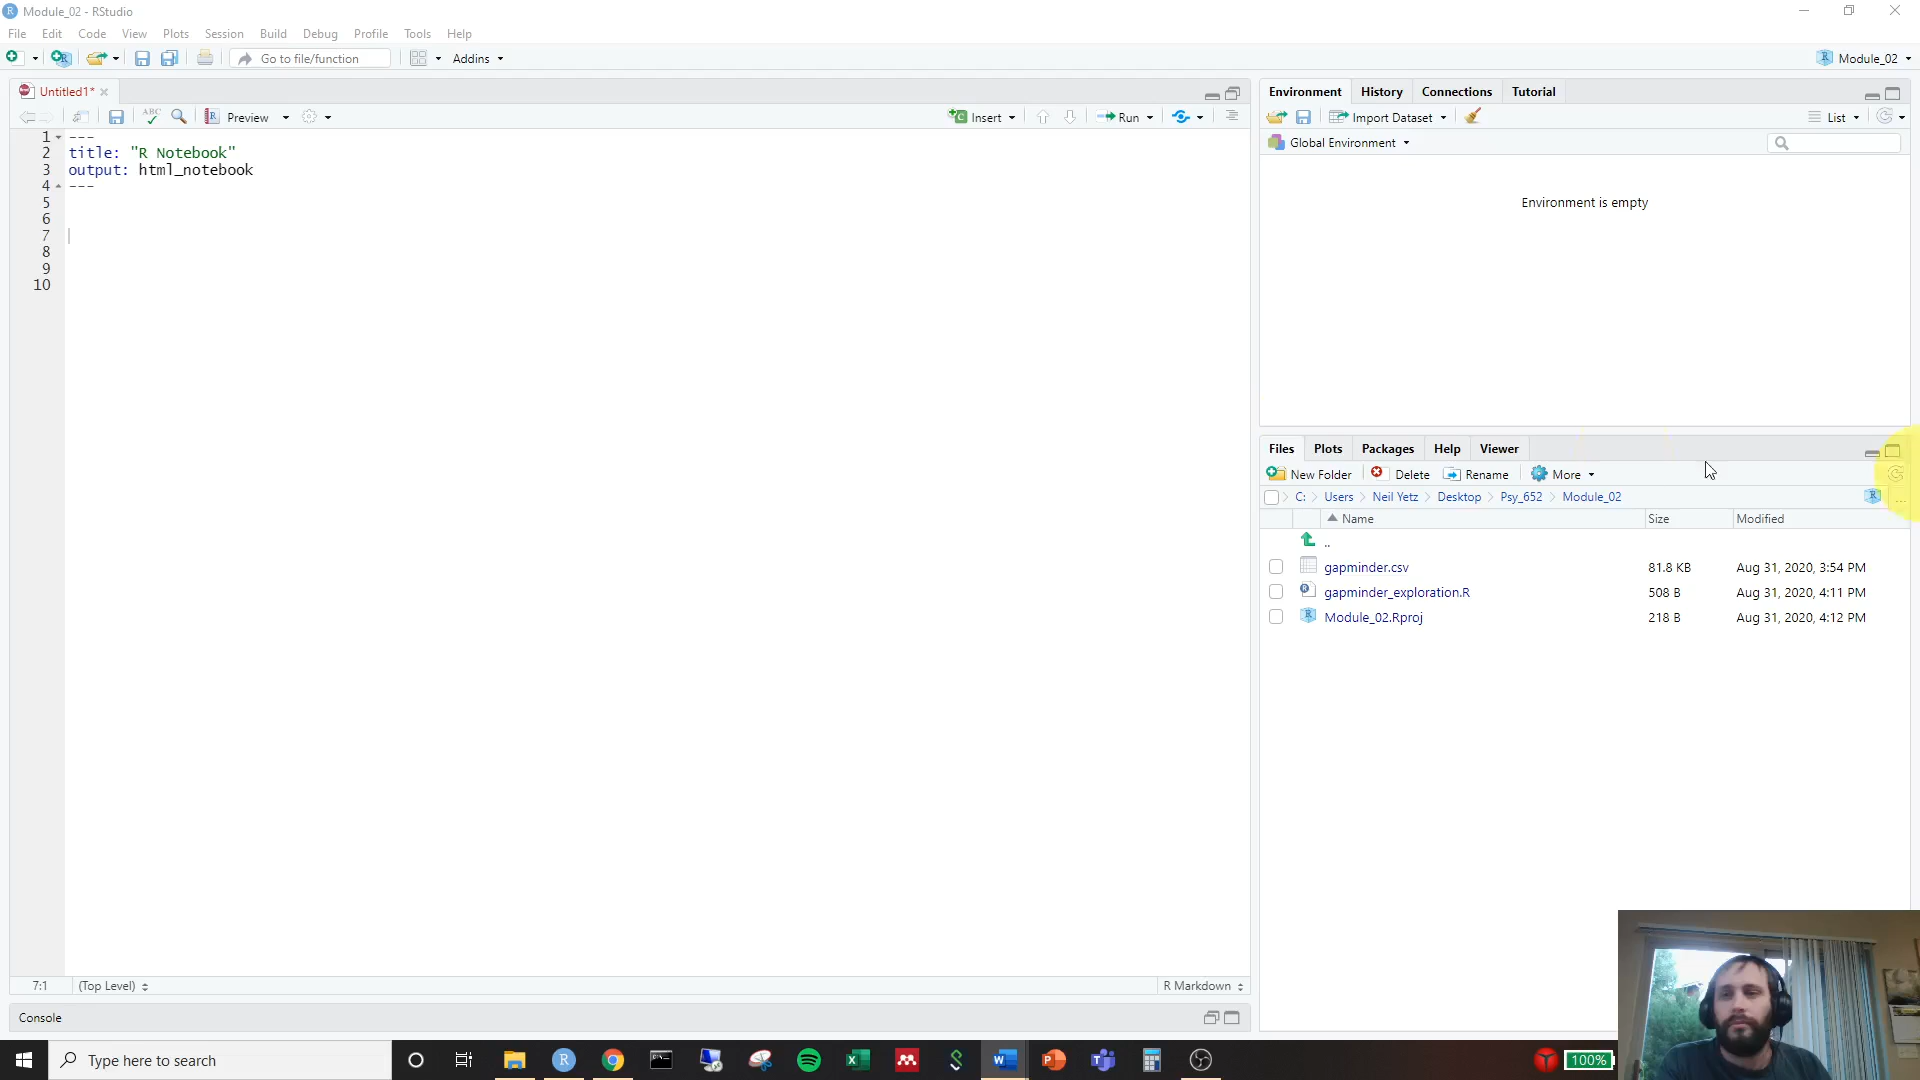 Module_02 - RStudio
File Edit Code View Plots Session Build Debug Profile Tools Help
Go to file/function Addins Module_02
Untitled1*
Preview Insert Run
1 ---
2 title: "R Notebook"
3 output: html_notebook
4 ---
5
6
7
8
9
10
7:1 (Top Level) R Markdown
Console
Environment History Connections Tutorial
Import Dataset List
Global Environment
Environment is empty
Files Plots Packages Help Viewer
New Folder Delete Rename More
C: Users Neil Yetz Desktop Psy_652 Module_02 ...
Name Size Modified
..
gapminder.csv 81.8 KB Aug 31, 2020, 3:54 PM
gapminder_exploration.R 508 B Aug 31, 2020, 4:11 PM
Module_02.Rproj 218 B Aug 31, 2020, 4:12 PM
Type here to search 100%